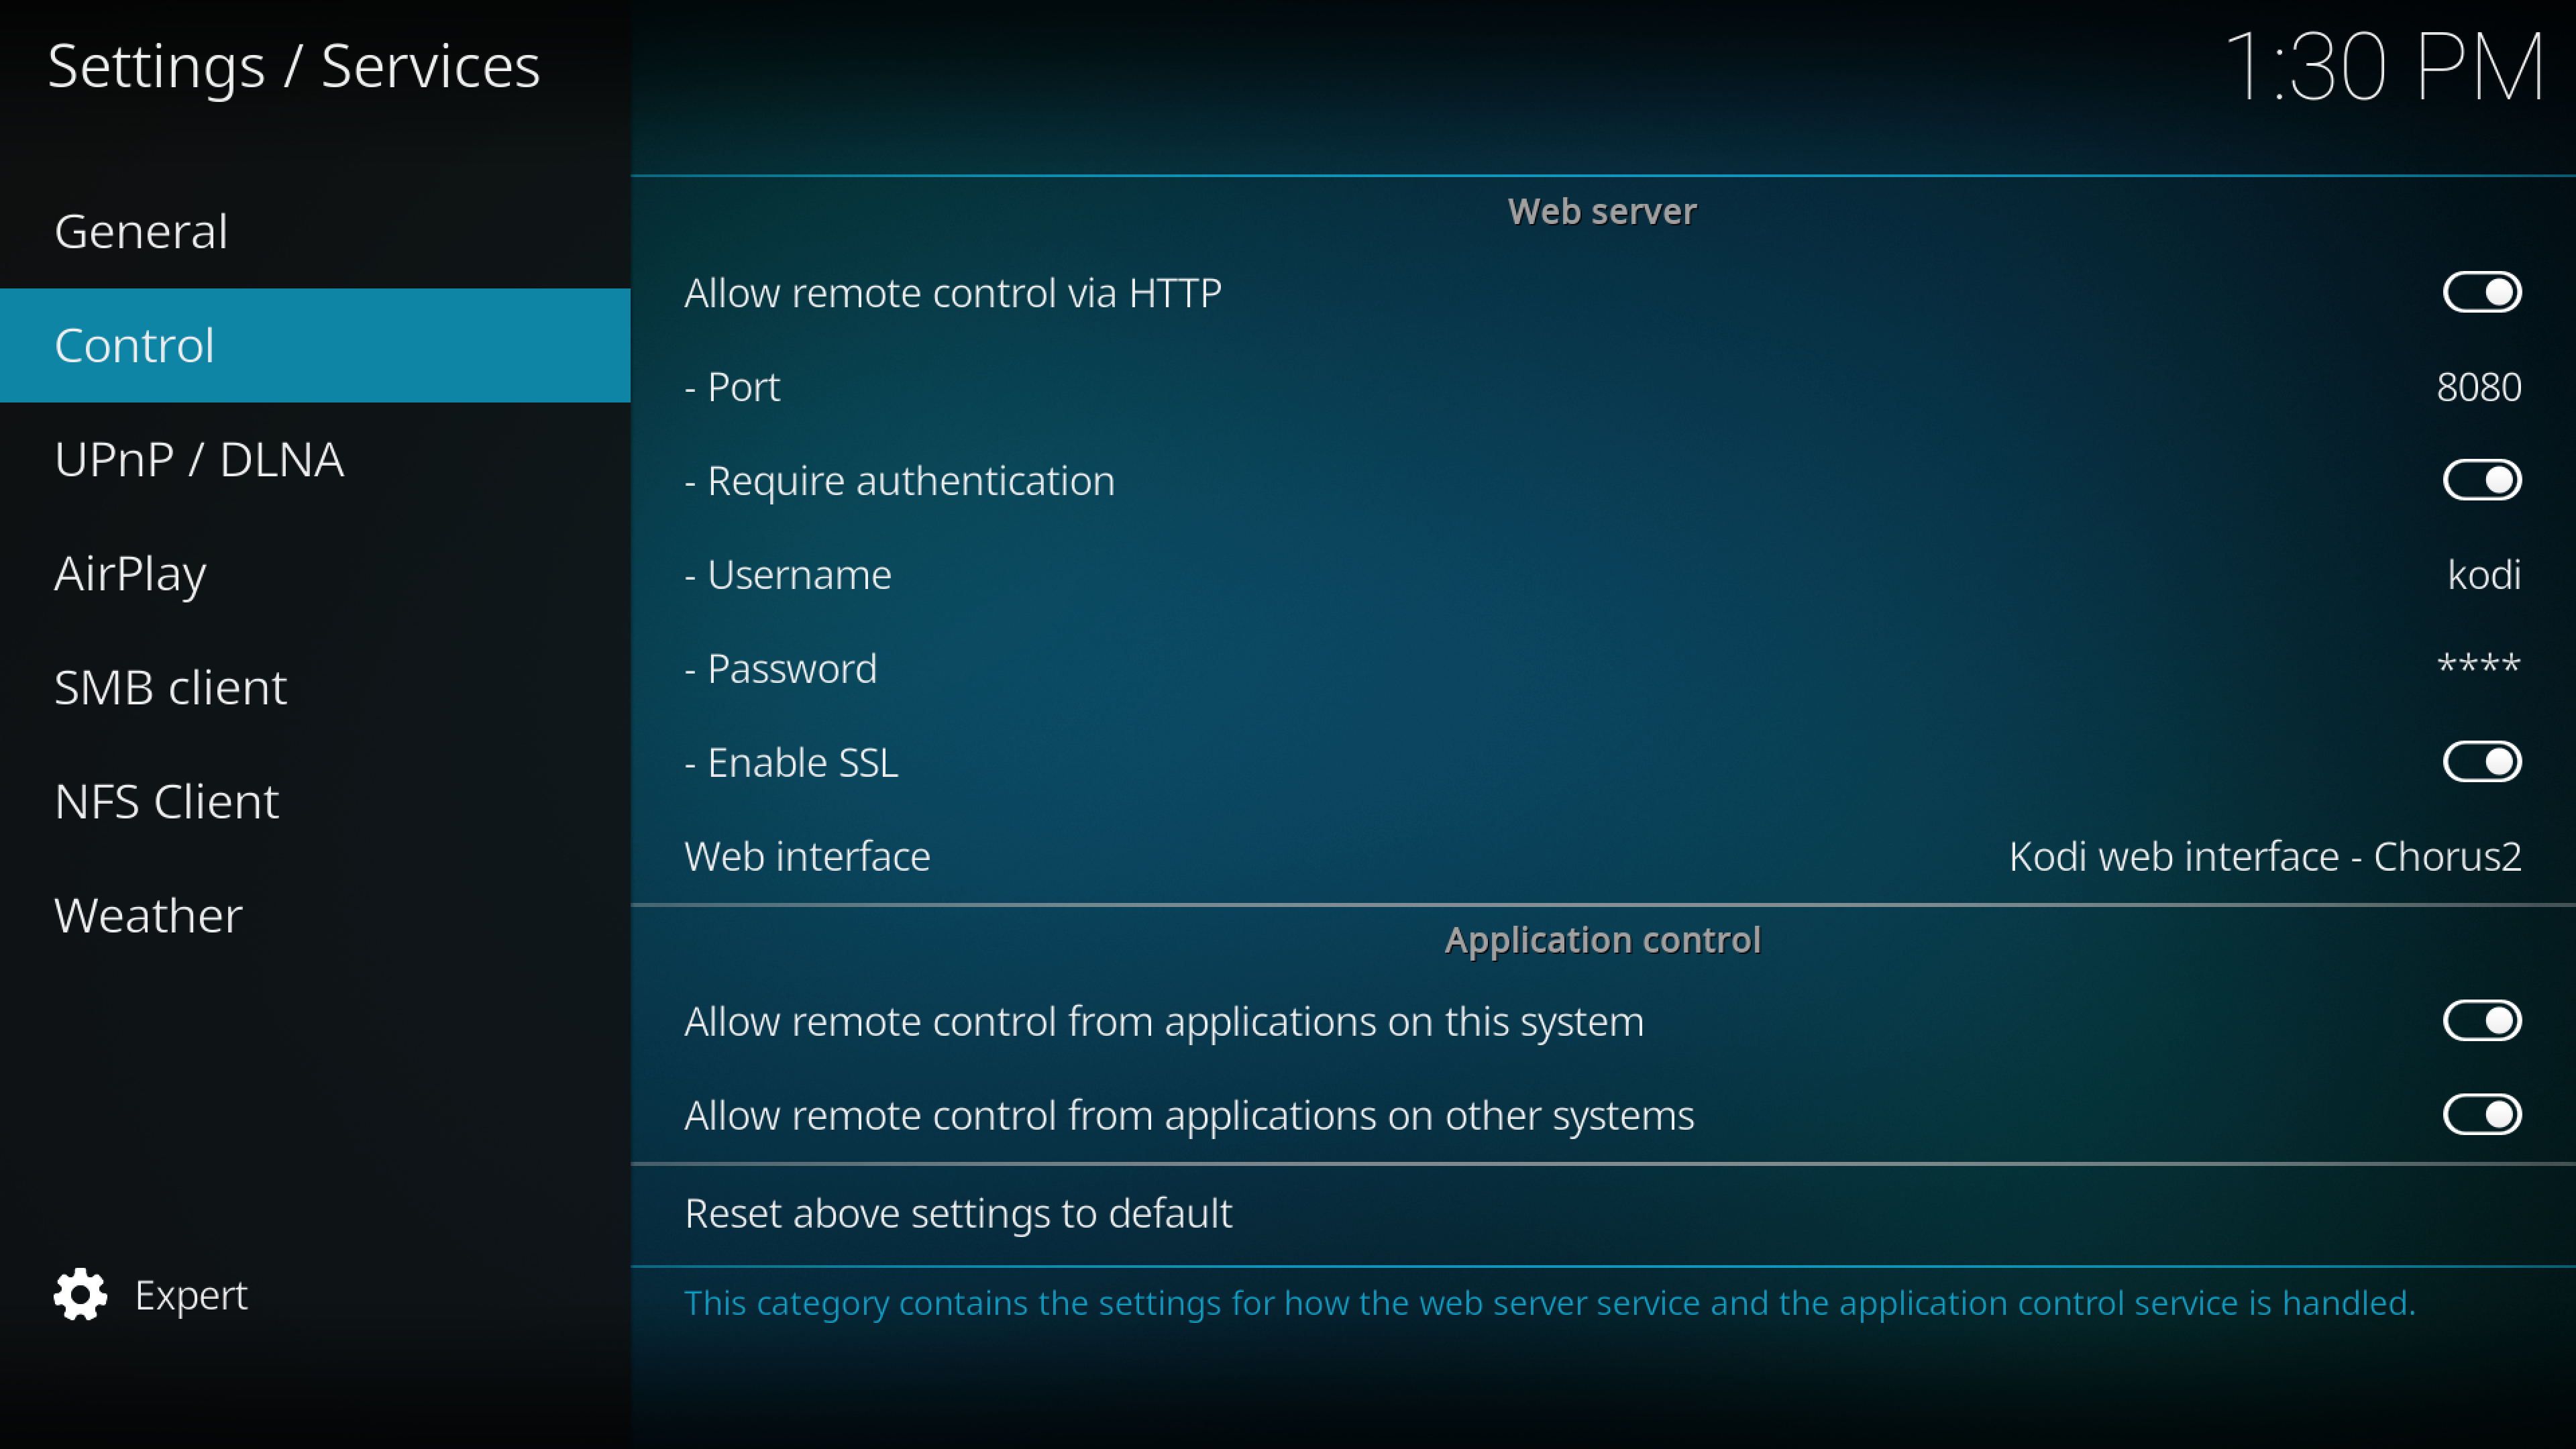 Settings / Services
1:30 PM
General
Control
UPnP / DLNA
AirPlay
SMB client
NFS Client
Weather
Expert
Web server
Allow remote control via HTTP
- Port 8080
- Require authentication
- Username kodi
- Password ****
- Enable SSL
Web interface Kodi web interface - Chorus2
Application control
Allow remote control from applications on this system
Allow remote control from applications on other systems
Reset above settings to default
This category contains the settings for how the web server service and the application control service is handled.